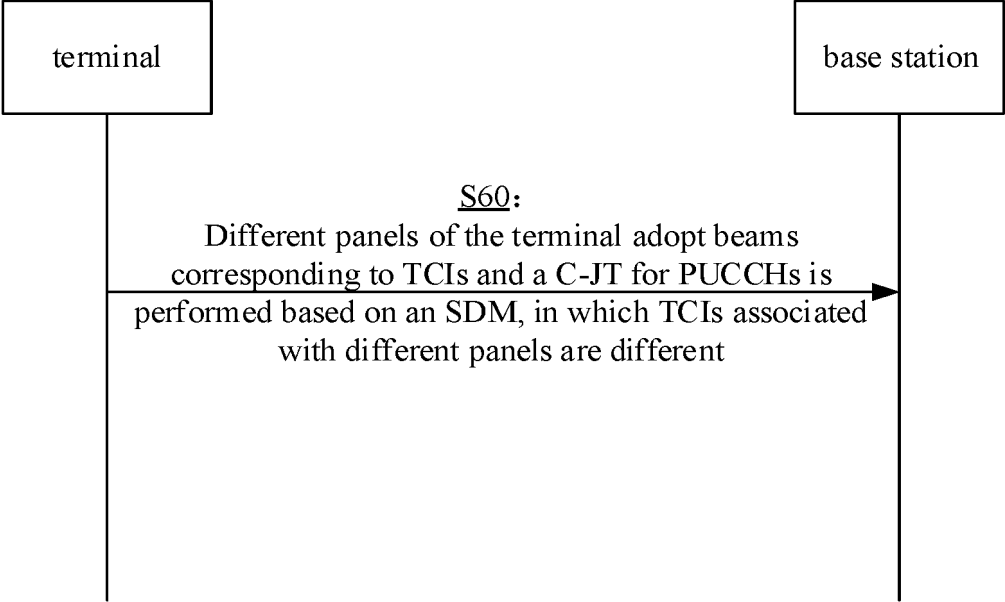 terminal
base station
S60：
Different panels of the terminal adopt beams
corresponding to TCIs and a C-JT for PUCCHs is
performed based on an SDM, in which TCIs associated
with different panels are different